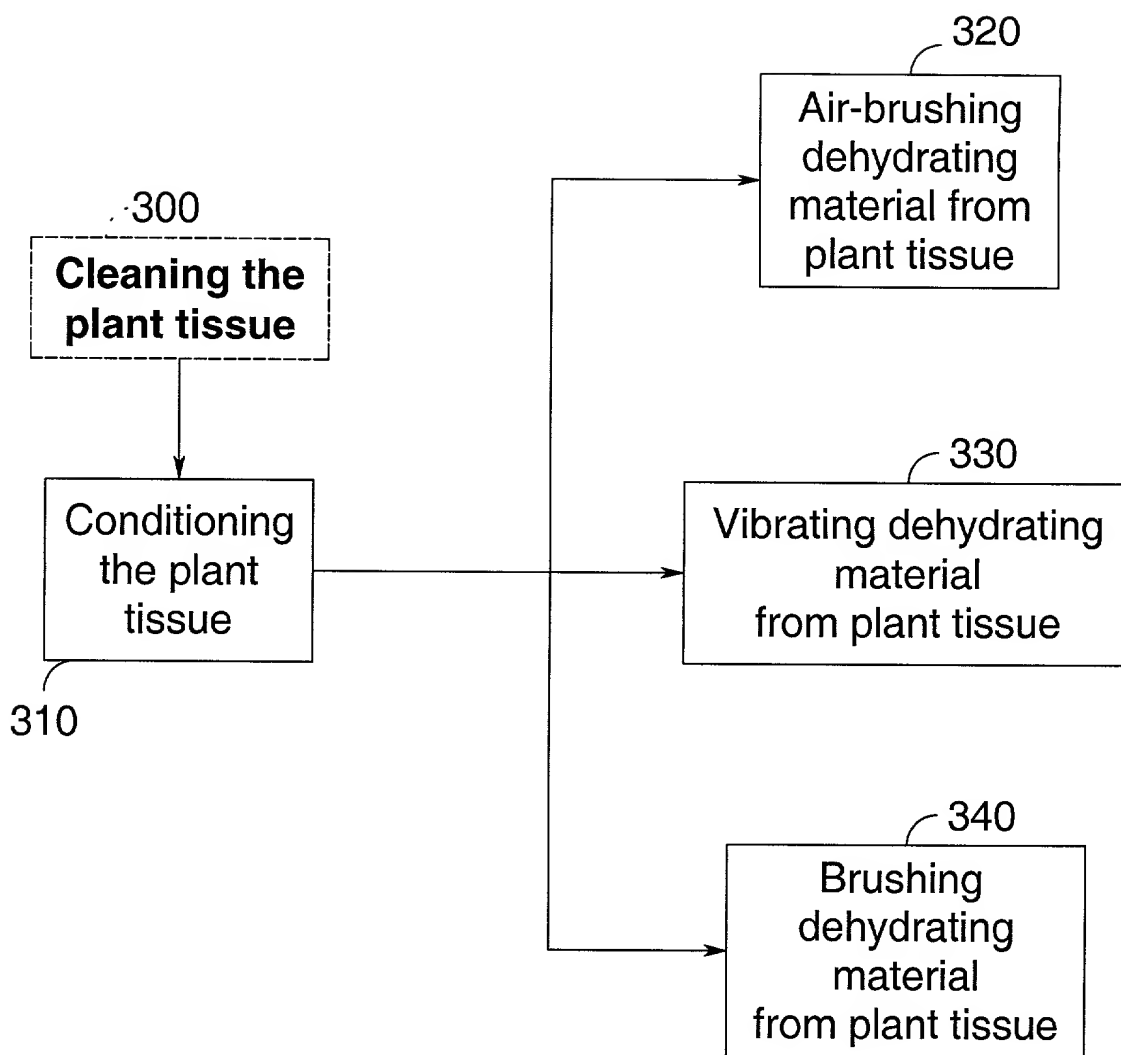 300
Cleaning the
plant tissue
Conditioning
the plant
tissue
310
320
Air-brushing
dehydrating
material from
plant tissue
330
Vibrating dehydrating
material
from plant tissue
340
Brushing
dehydrating
material
from plant tissue